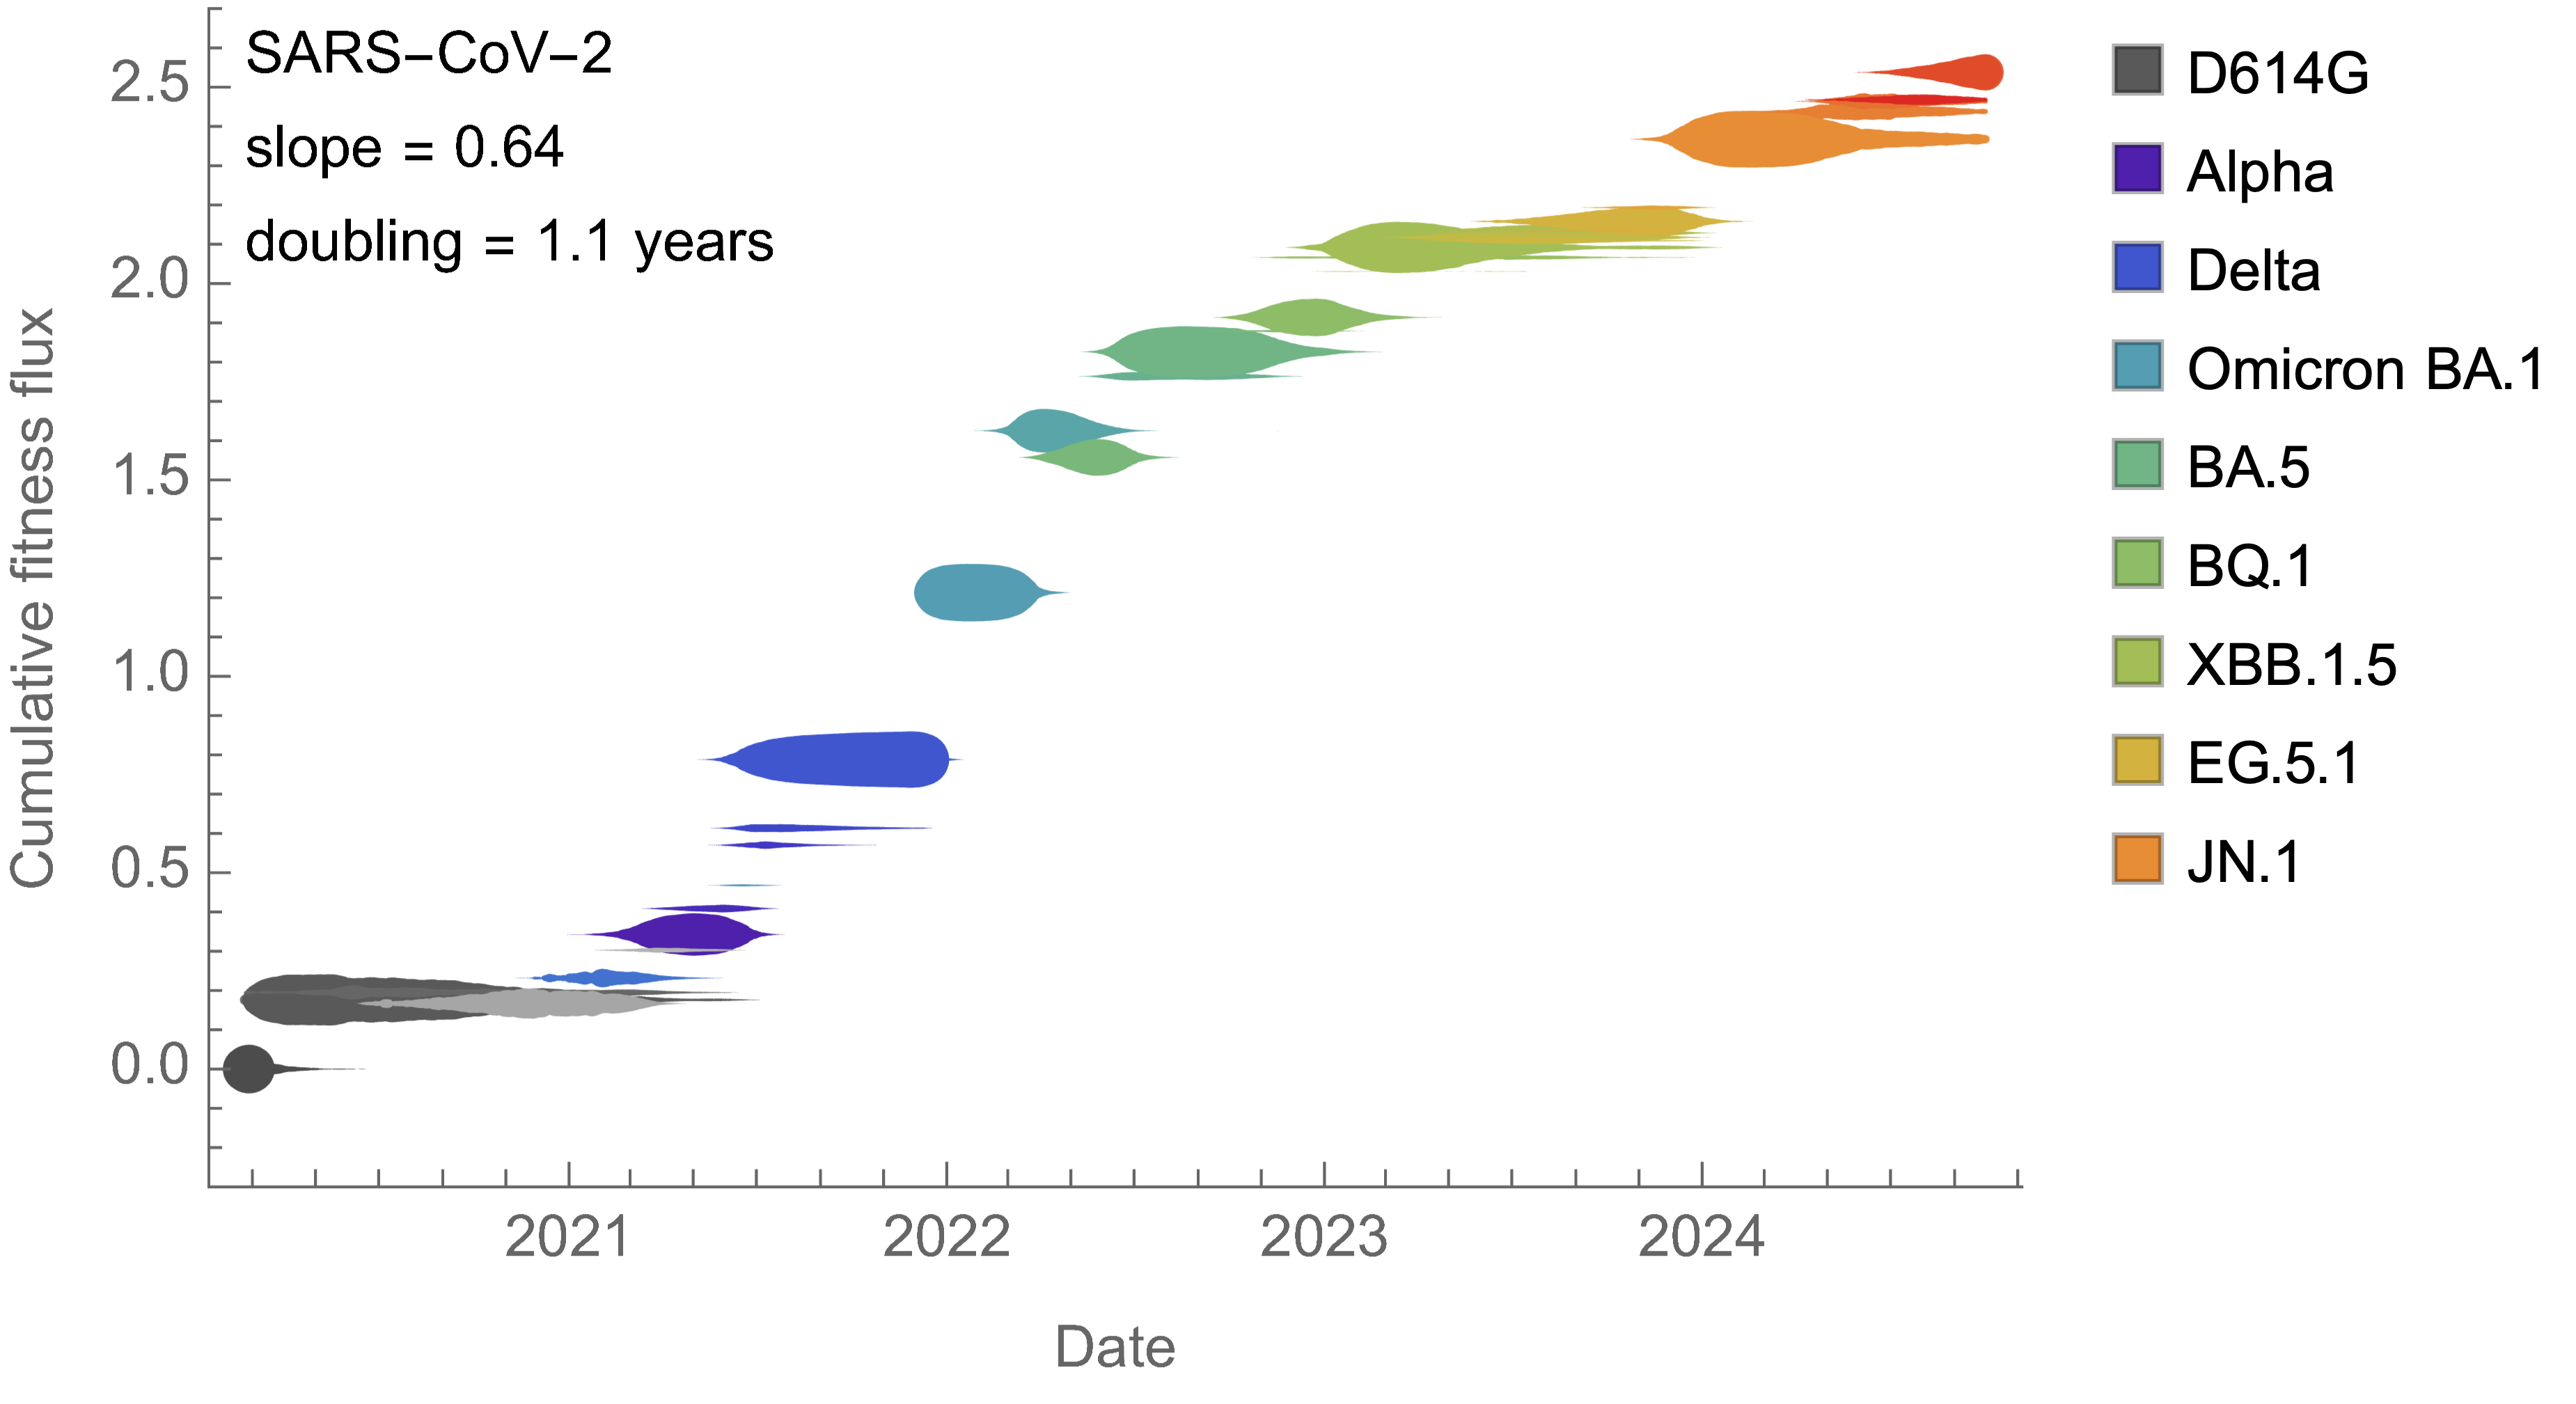 SARS−CoV−2
slope = 0.64
doubling = 1.1 years
Cumulative fitness flux
2.5
2.0
1.5
1.0
0.5
0.0
2021
2022
2023
2024
Date
D614G
Alpha
Delta
Omicron BA.1
BA.5
BQ.1
XBB.1.5
EG.5.1
JN.1